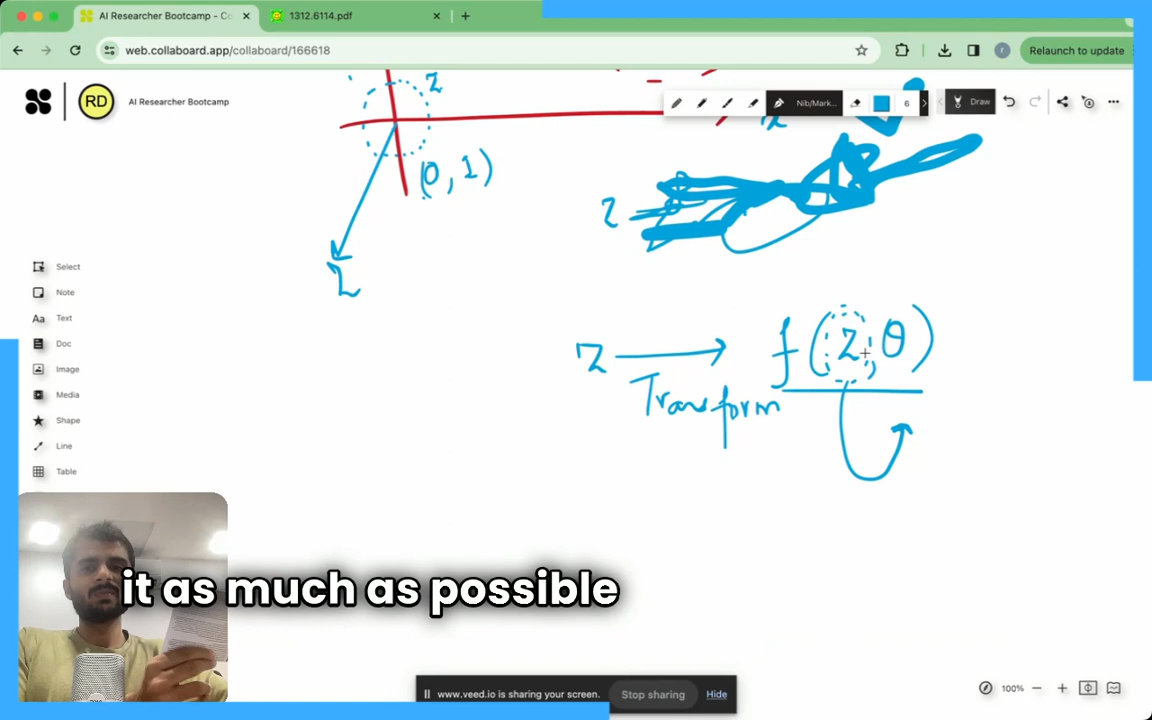 AI Researcher Bootcamp - Co
1312.6114.pdf
web.collaboard.app/collaboard/166618
Relaunch to update
RD
AI Researcher Bootcamp
Nib/Mark...
6
Draw
z
(0, 1)
z
z
Select
Note
Text
Doc
Image
Media
Shape
Line
Table
z
Transform
f(z, θ)
it as much as possible
www.veed.io is sharing your screen.
Stop sharing
Hide
100%